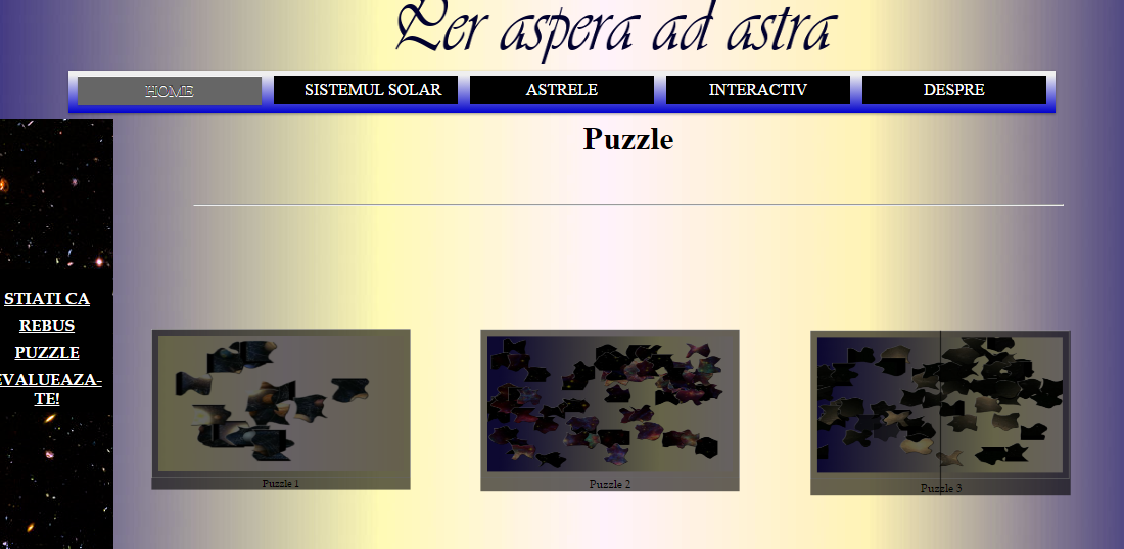 Per aspera ad astra
HOME
SISTEMUL SOLAR
ASTRELE
INTERACTIV
DESPRE
Puzzle
STIATI CA
REBUS
PUZZLE
EVALUEAZA-
TE!
Puzzle 1
Puzzle 2
Puzzle 3